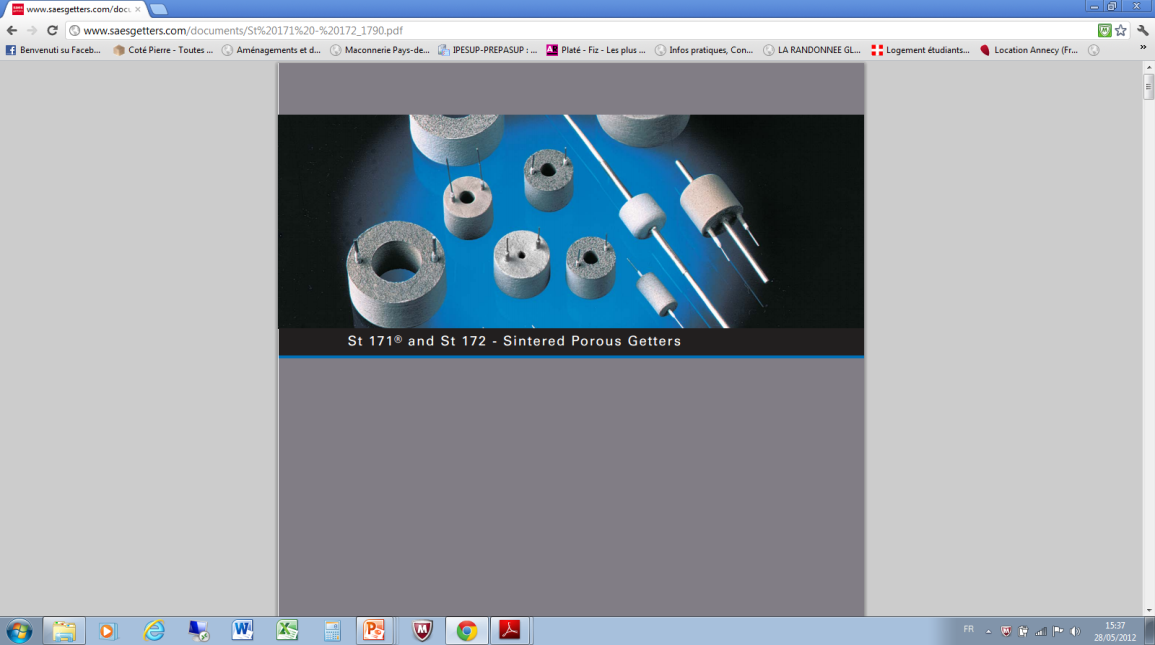 www.saesgetters.com/docu
www.saesgetters.com/documents/St%20171%20-%20172_1790.pdf
Benvenuti su Faceb...
Coté Pierre - Toutes ...
Aménagements et d...
Maconnerie Pays-de...
IPESUP-PREPASUP : ...
Platé - Fiz - Les plus ...
Infos pratiques, Con...
LA RANDONNEE GL...
Logement étudiants...
Location Annecy (Fr...
»
St 171® and St 172 - Sintered Porous Getters
FR
15:37
28/05/2012